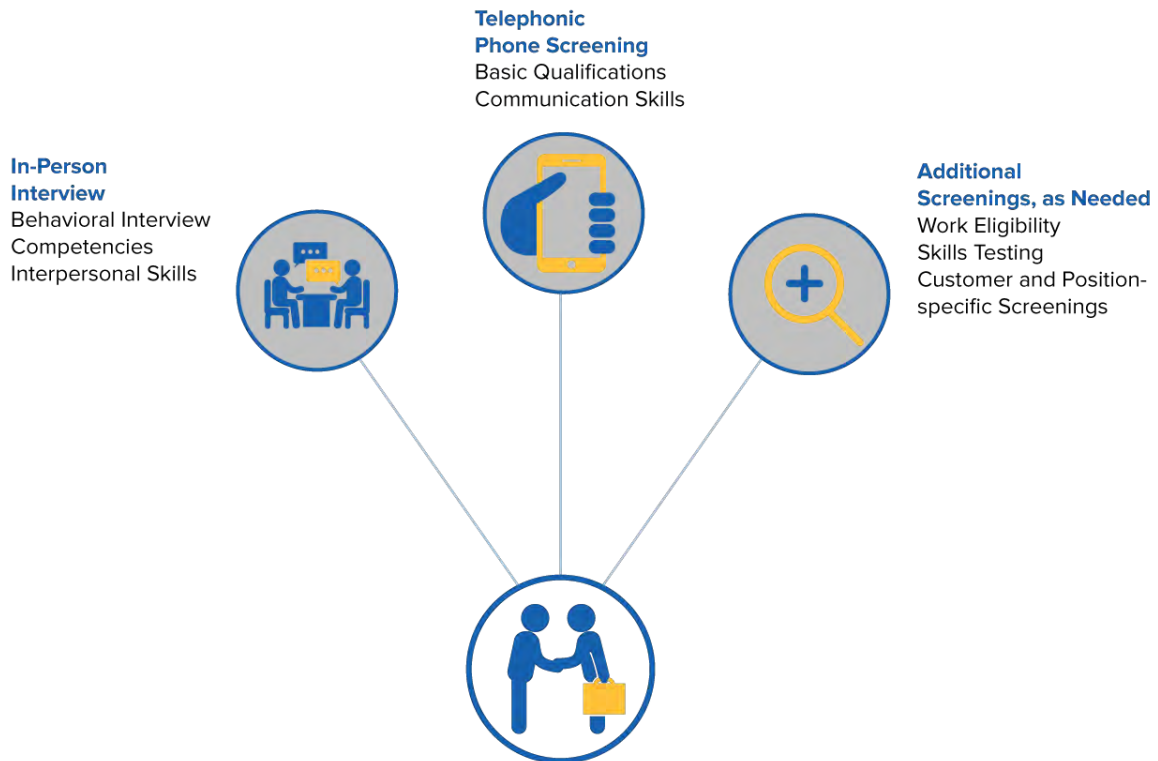 Telephonic
Phone Screening
Basic Qualifications
Communication Skills
In-Person
Interview
Behavioral Interview
Competencies
Interpersonal Skills
Additional
Screenings, as Needed
Work Eligibility
Skills Testing
Customer and Position-
specific Screenings